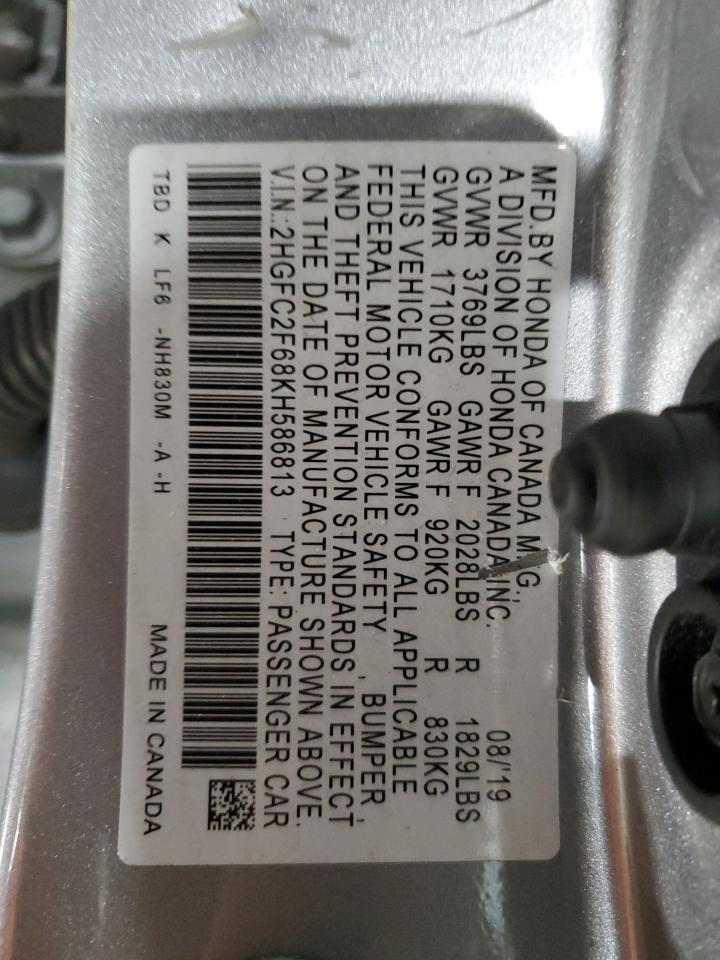 MFD. BY HONDA OF CANADA MFG.,
A DIVISION OF HONDA CANADA INC. 08/'19
GVWR 3769LBS GAWR F 2028LBS R 1829LBS
GVWR 1710KG GAWR F 920KG R 830KG
THIS VEHICLE CONFORMS TO ALL APPLICABLE
FEDERAL MOTOR VEHICLE SAFETY , BUMPER ,
AND THEFT PREVENTION STANDARDS IN EFFECT
ON THE DATE OF MANUFACTURE SHOWN ABOVE.
V.I.N.:2HGFC2F68KH586813 TYPE: PASSENGER CAR
TBD K LF6 -NH830M -A -H MADE IN CANADA